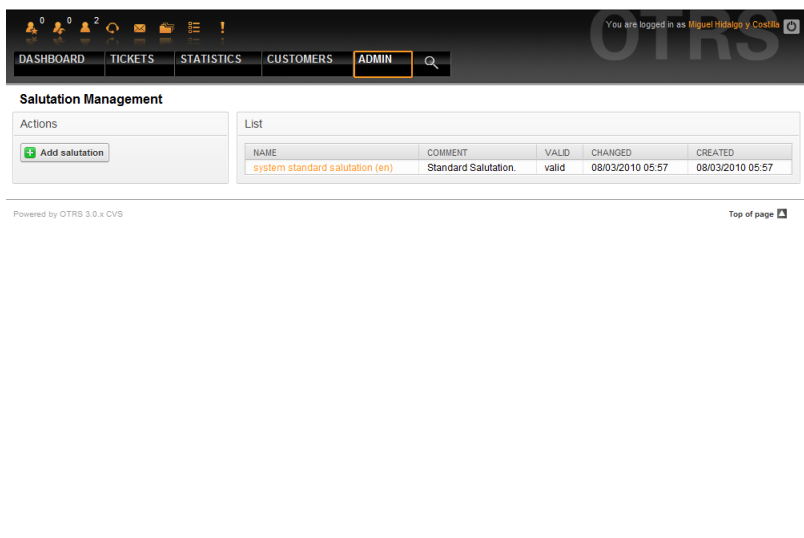 0 0 2
OTRS
You are logged in as Miguel Hidalgo y Costilla
DASHBOARD TICKETS STATISTICS CUSTOMERS ADMIN
Salutation Management
Actions
Add salutation
List
NAME COMMENT VALID CHANGED CREATED
system standard salutation (en) Standard Salutation. valid 08/03/2010 05:57 08/03/2010 05:57
Powered by OTRS 3.0.x CVS
Top of page